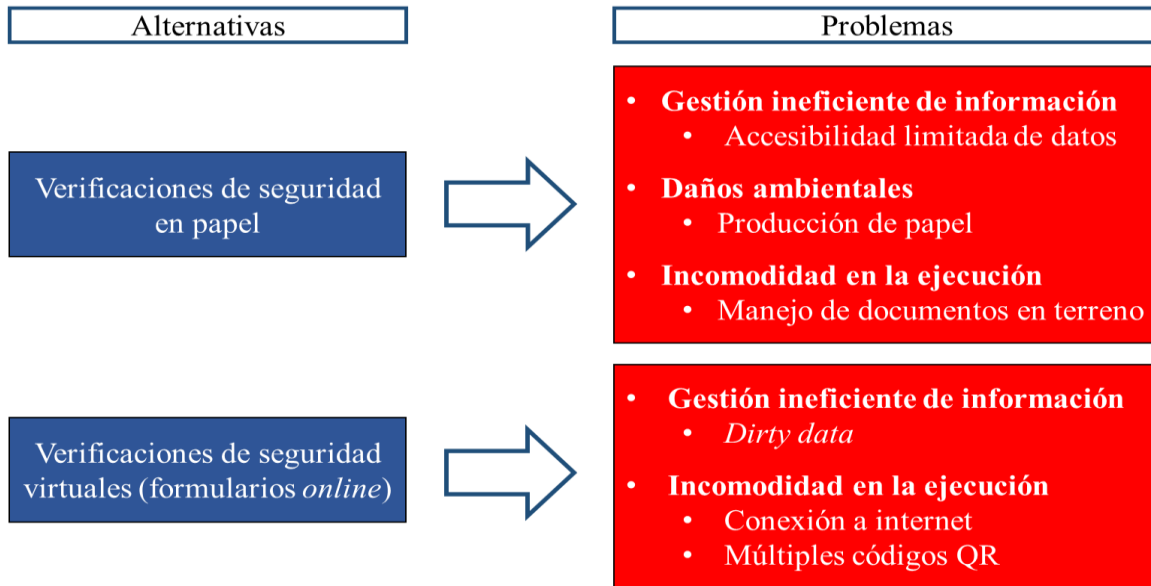 Alternativas
Problemas
Verificaciones de seguridad
en papel
• Gestión ineficiente de información
• Accesibilidad limitada de datos
• Daños ambientales
• Producción de papel
• Incomodidad en la ejecución
• Manejo de documentos en terreno
Verificaciones de seguridad
virtuales (formularios online)
• Gestión ineficiente de información
• Dirty data
• Incomodidad en la ejecución
• Conexión a internet
• Múltiples códigos QR